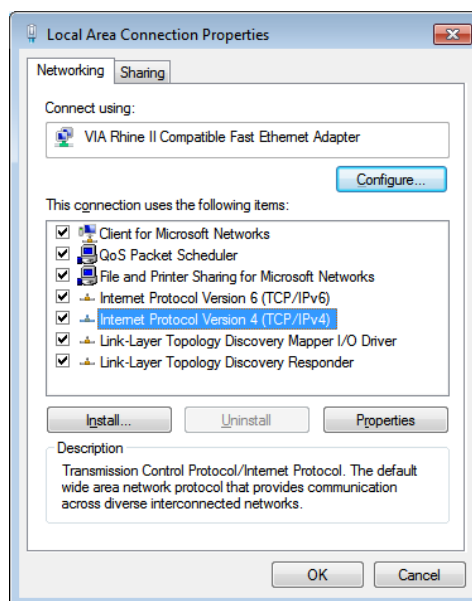 Local Area Connection Properties
Networking
Sharing
Connect using:
VIA Rhine II Compatible Fast Ethernet Adapter
Configure...
This connection uses the following items:
Client for Microsoft Networks
QoS Packet Scheduler
File and Printer Sharing for Microsoft Networks
Internet Protocol Version 6 (TCP/IPv6)
Internet Protocol Version 4 (TCP/IPv4)
Link-Layer Topology Discovery Mapper I/O Driver
Link-Layer Topology Discovery Responder
Install...
Uninstall
Properties
Description
Transmission Control Protocol/Internet Protocol. The default
wide area network protocol that provides communication
across diverse interconnected networks.
OK
Cancel